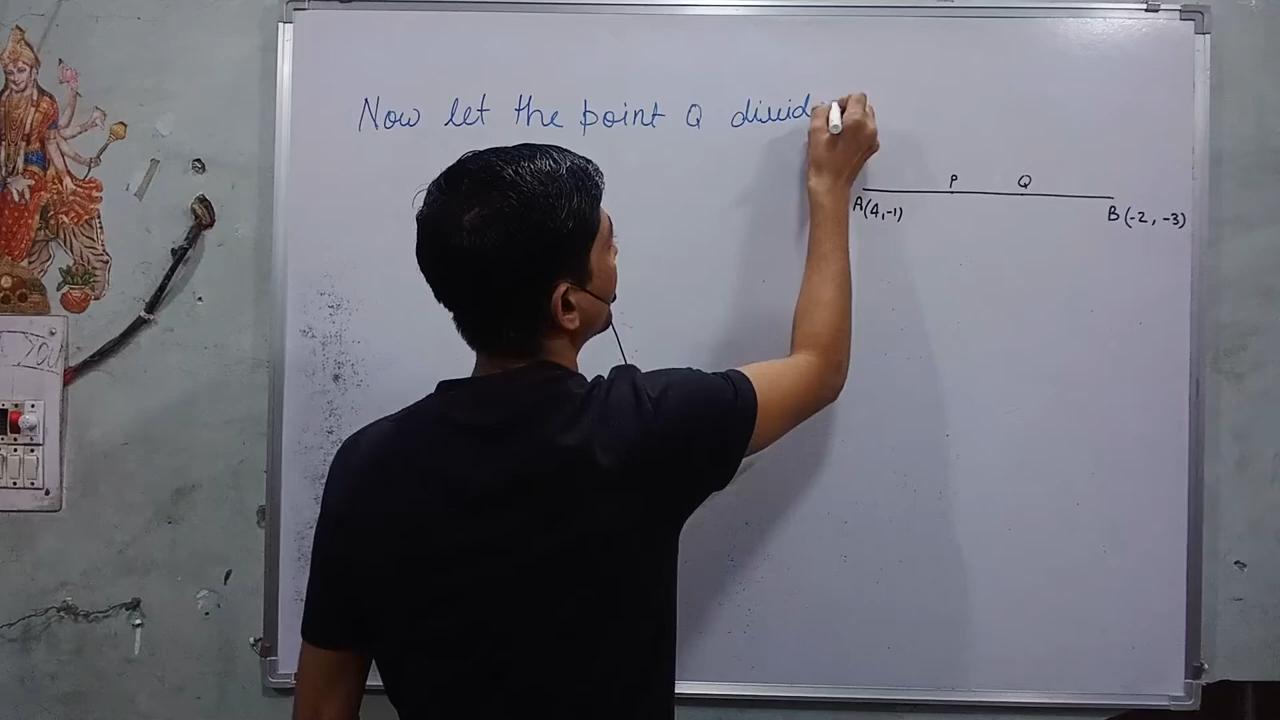 Now let the point Q divid
P Q
A(4,-1) B(-2, -3)